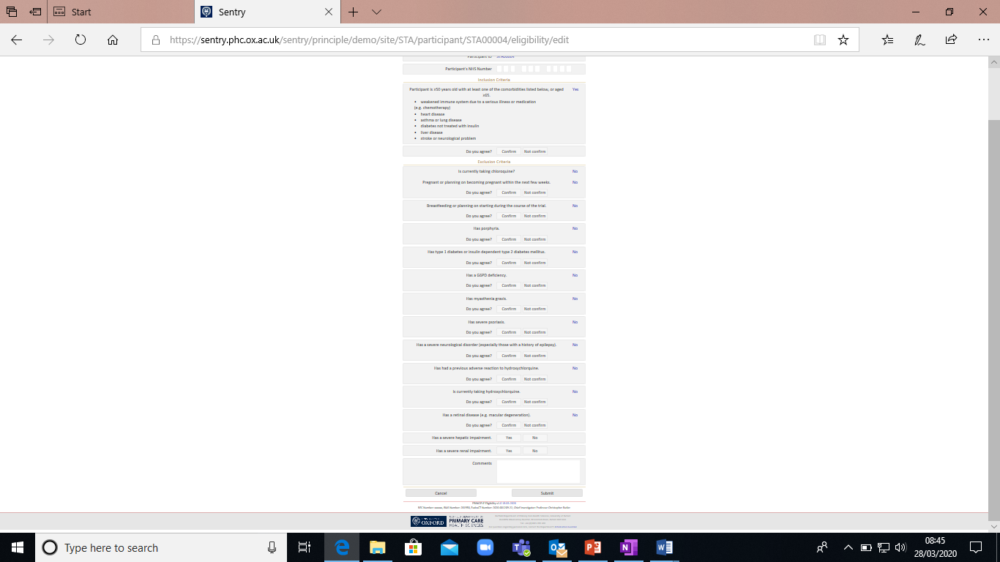 Start
Sentry
https://sentry.phc.ox.ac.uk/sentry/principle/demo/site/STA/participant/STA00004/eligibility/edit
Participant ID STA00004
Participant's NHS Number
Inclusion Criteria
Participant is ≥50 years old with at least one of the comorbidities listed below, or aged Yes
≥65.
• weakened immune system due to a serious illness or medication
(e.g. chemotherapy)
• heart disease
• asthma or lung disease
• diabetes not treated with insulin
• liver disease
• stroke or neurological problem
Do you agree? Confirm Not confirm
Exclusion Criteria
Is currently taking chloroquine? No
Pregnant or planning on becoming pregnant within the next few weeks. No
Do you agree? Confirm Not confirm
Breastfeeding or planning on starting during the course of the trial. No
Do you agree? Confirm Not confirm
Has porphyria. No
Do you agree? Confirm Not confirm
Has type 1 diabetes or insulin dependent type 2 diabetes mellitus. No
Do you agree? Confirm Not confirm
Has a G6PD deficiency. No
Do you agree? Confirm Not confirm
Has myasthenia gravis. No
Do you agree? Confirm Not confirm
Has severe psoriasis. No
Do you agree? Confirm Not confirm
Has a severe neurological disorder (especially those with a history of epilepsy). No
Do you agree? Confirm Not confirm
Has had a previous adverse reaction to hydroxychlorquine. No
Do you agree? Confirm Not confirm
Is currently taking hydroxychlorquine. No
Do you agree? Confirm Not confirm
Has a retinal disease (e.g. macular degeneration). No
Do you agree? Confirm Not confirm
Has a severe hepatic impairment. Yes No
Has a severe renal impairment. Yes No
Comments
Cancel Submit
PRINCIPLE Eligibility
Chief Investigator: Professor Christopher Butler
OXFORD
PRIMARY CARE
HEALTH SCIENCES
Type here to search
08:45
28/03/2020